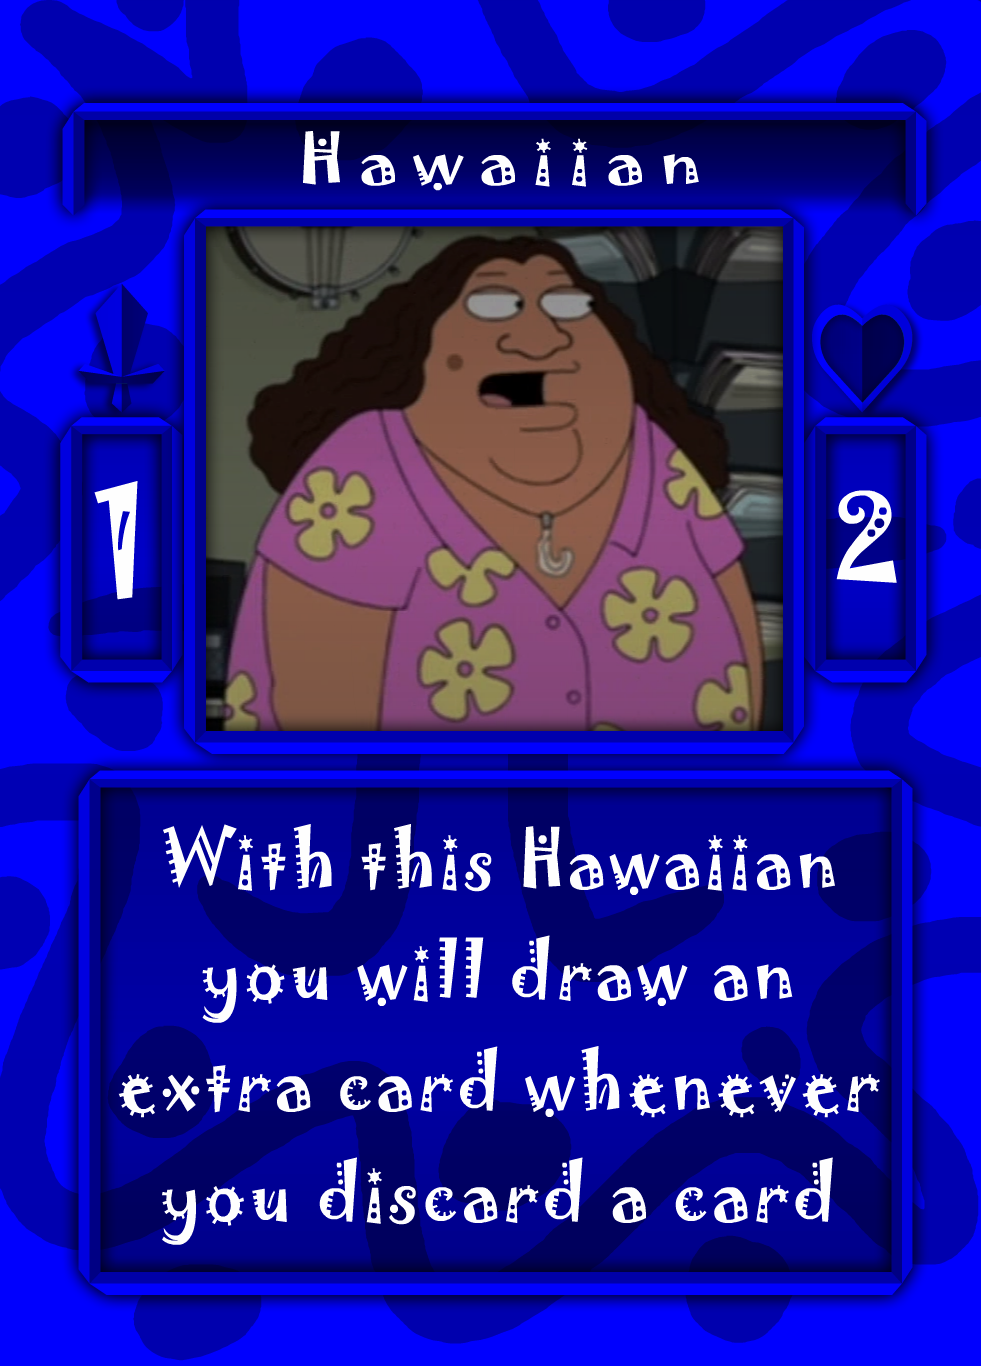 Hawaiian
1
2
With this Hawaiian
you will draw an
extra card whenever
you discard a card